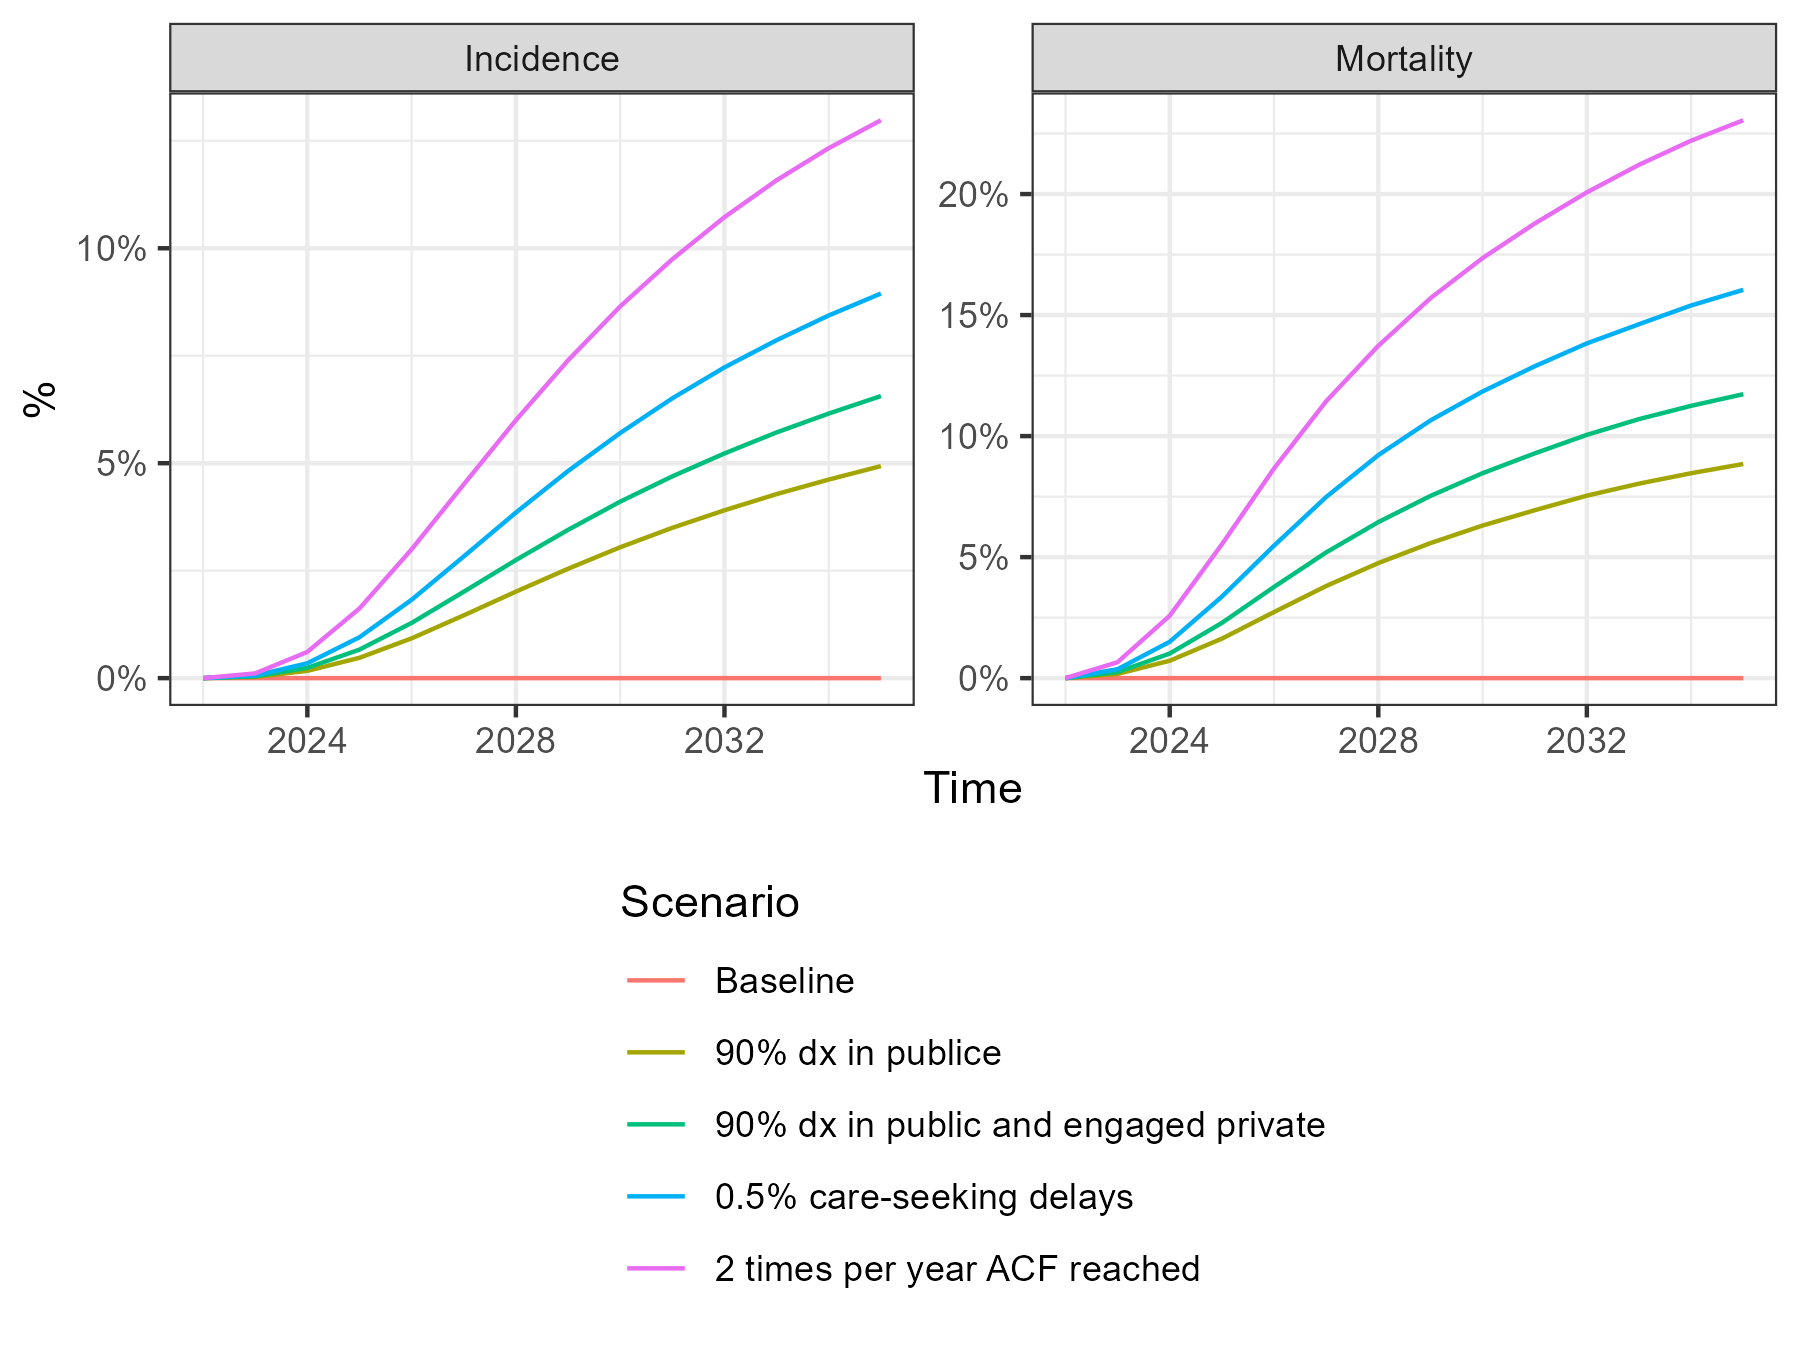 Incidence
Mortality
%
10%
5%
0%
20%
15%
10%
5%
0%
2024 2028 2032
2024 2028 2032
Time
Scenario
Baseline
90% dx in publice
90% dx in public and engaged private
0.5% care-seeking delays
2 times per year ACF reached